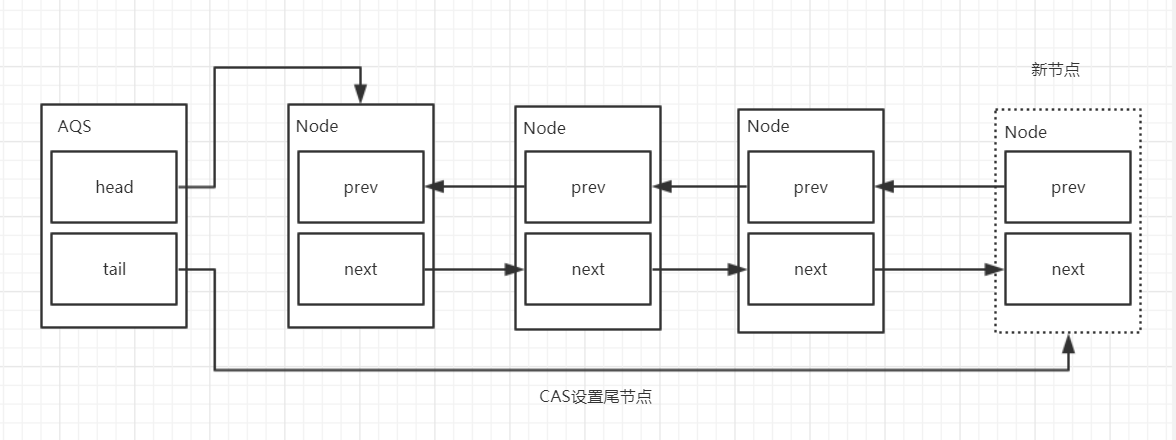 新节点
AQS
head
tail
Node
prev
next
Node
prev
next
Node
prev
next
Node
prev
next
CAS设置尾节点